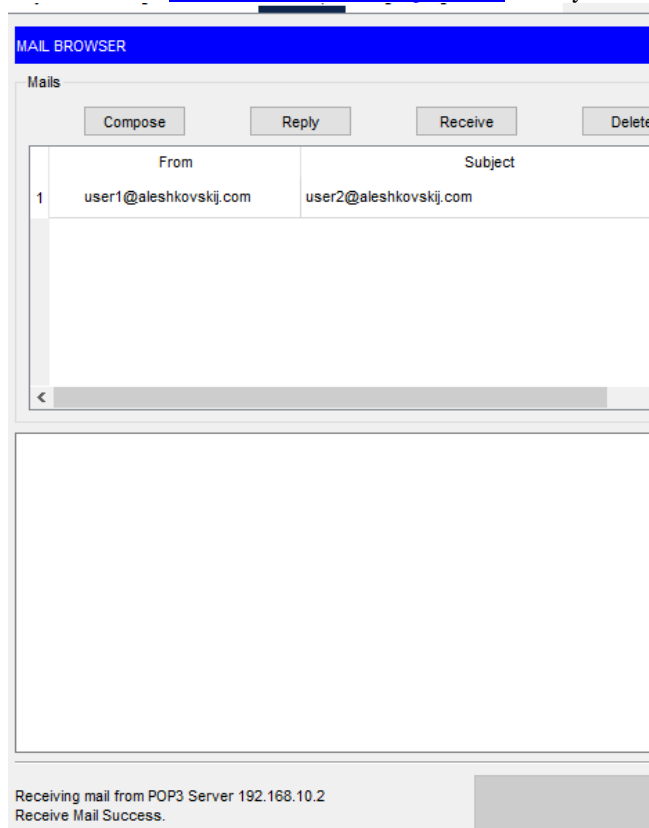 MAIL BROWSER
Mails
Compose Reply Receive Delete
From Subject
1 user1@aleshkovskij.com user2@aleshkovskij.com
<
Receiving mail from POP3 Server 192.168.10.2
Receive Mail Success.